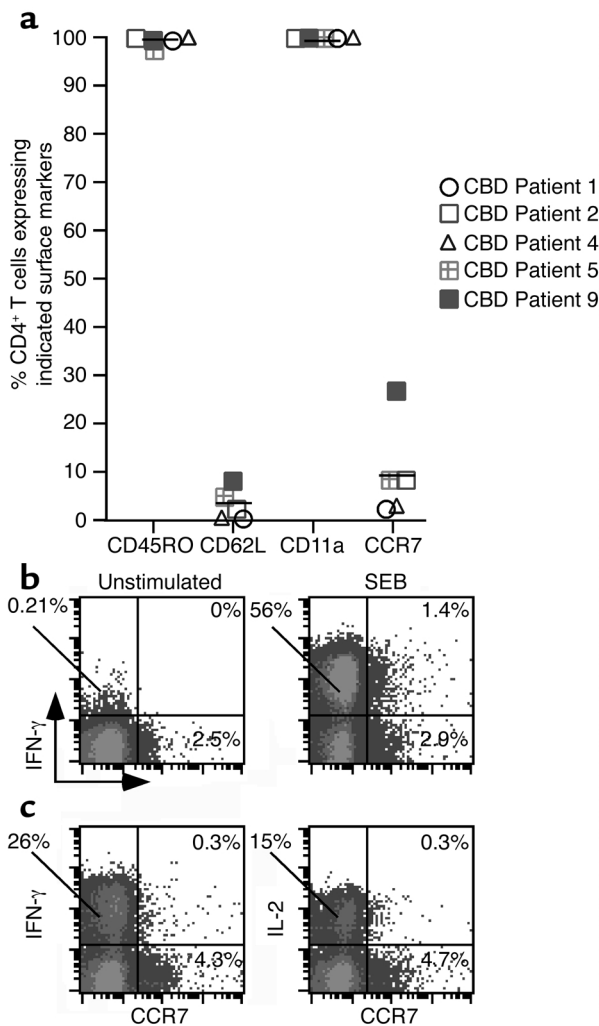 a
100
90
80
70
60
50
40
30
20
10
0
% CD4+ T cells expressing
indicated surface markers
CD45RO CD62L CD11a CCR7
CBD Patient 1
CBD Patient 2
CBD Patient 4
CBD Patient 5
CBD Patient 9
b
Unstimulated SEB
0.21% 0% 56% 1.4%
IFN-γ
2.5% 2.9%
c
26% 0.3% 15% 0.3%
IFN-γ IL-2
4.3% 4.7%
CCR7 CCR7